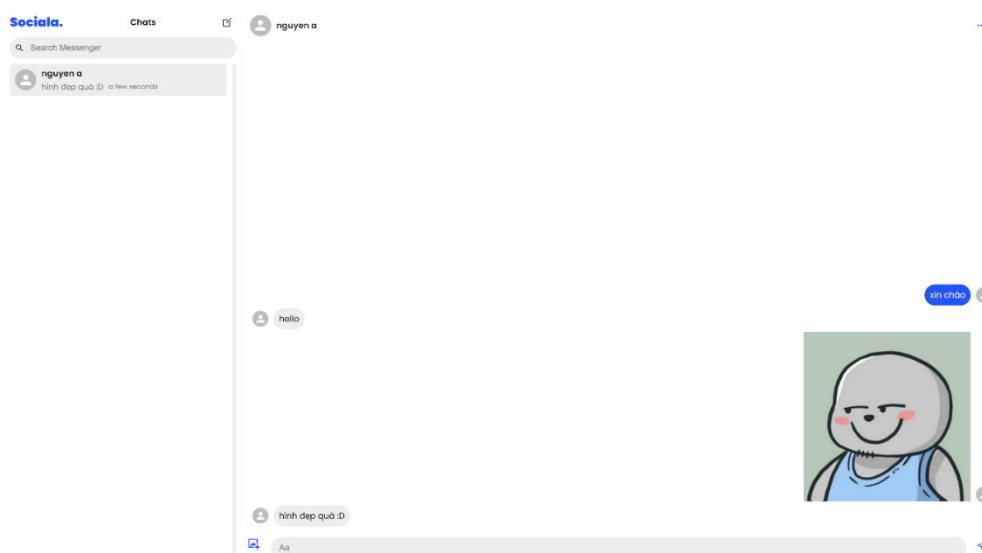 Sociala.
Chats
nguyen a
Search Messenger
nguyen a
hình đẹp quá :D a few seconds
xin chào
hello
hình đẹp quá :D
Aa